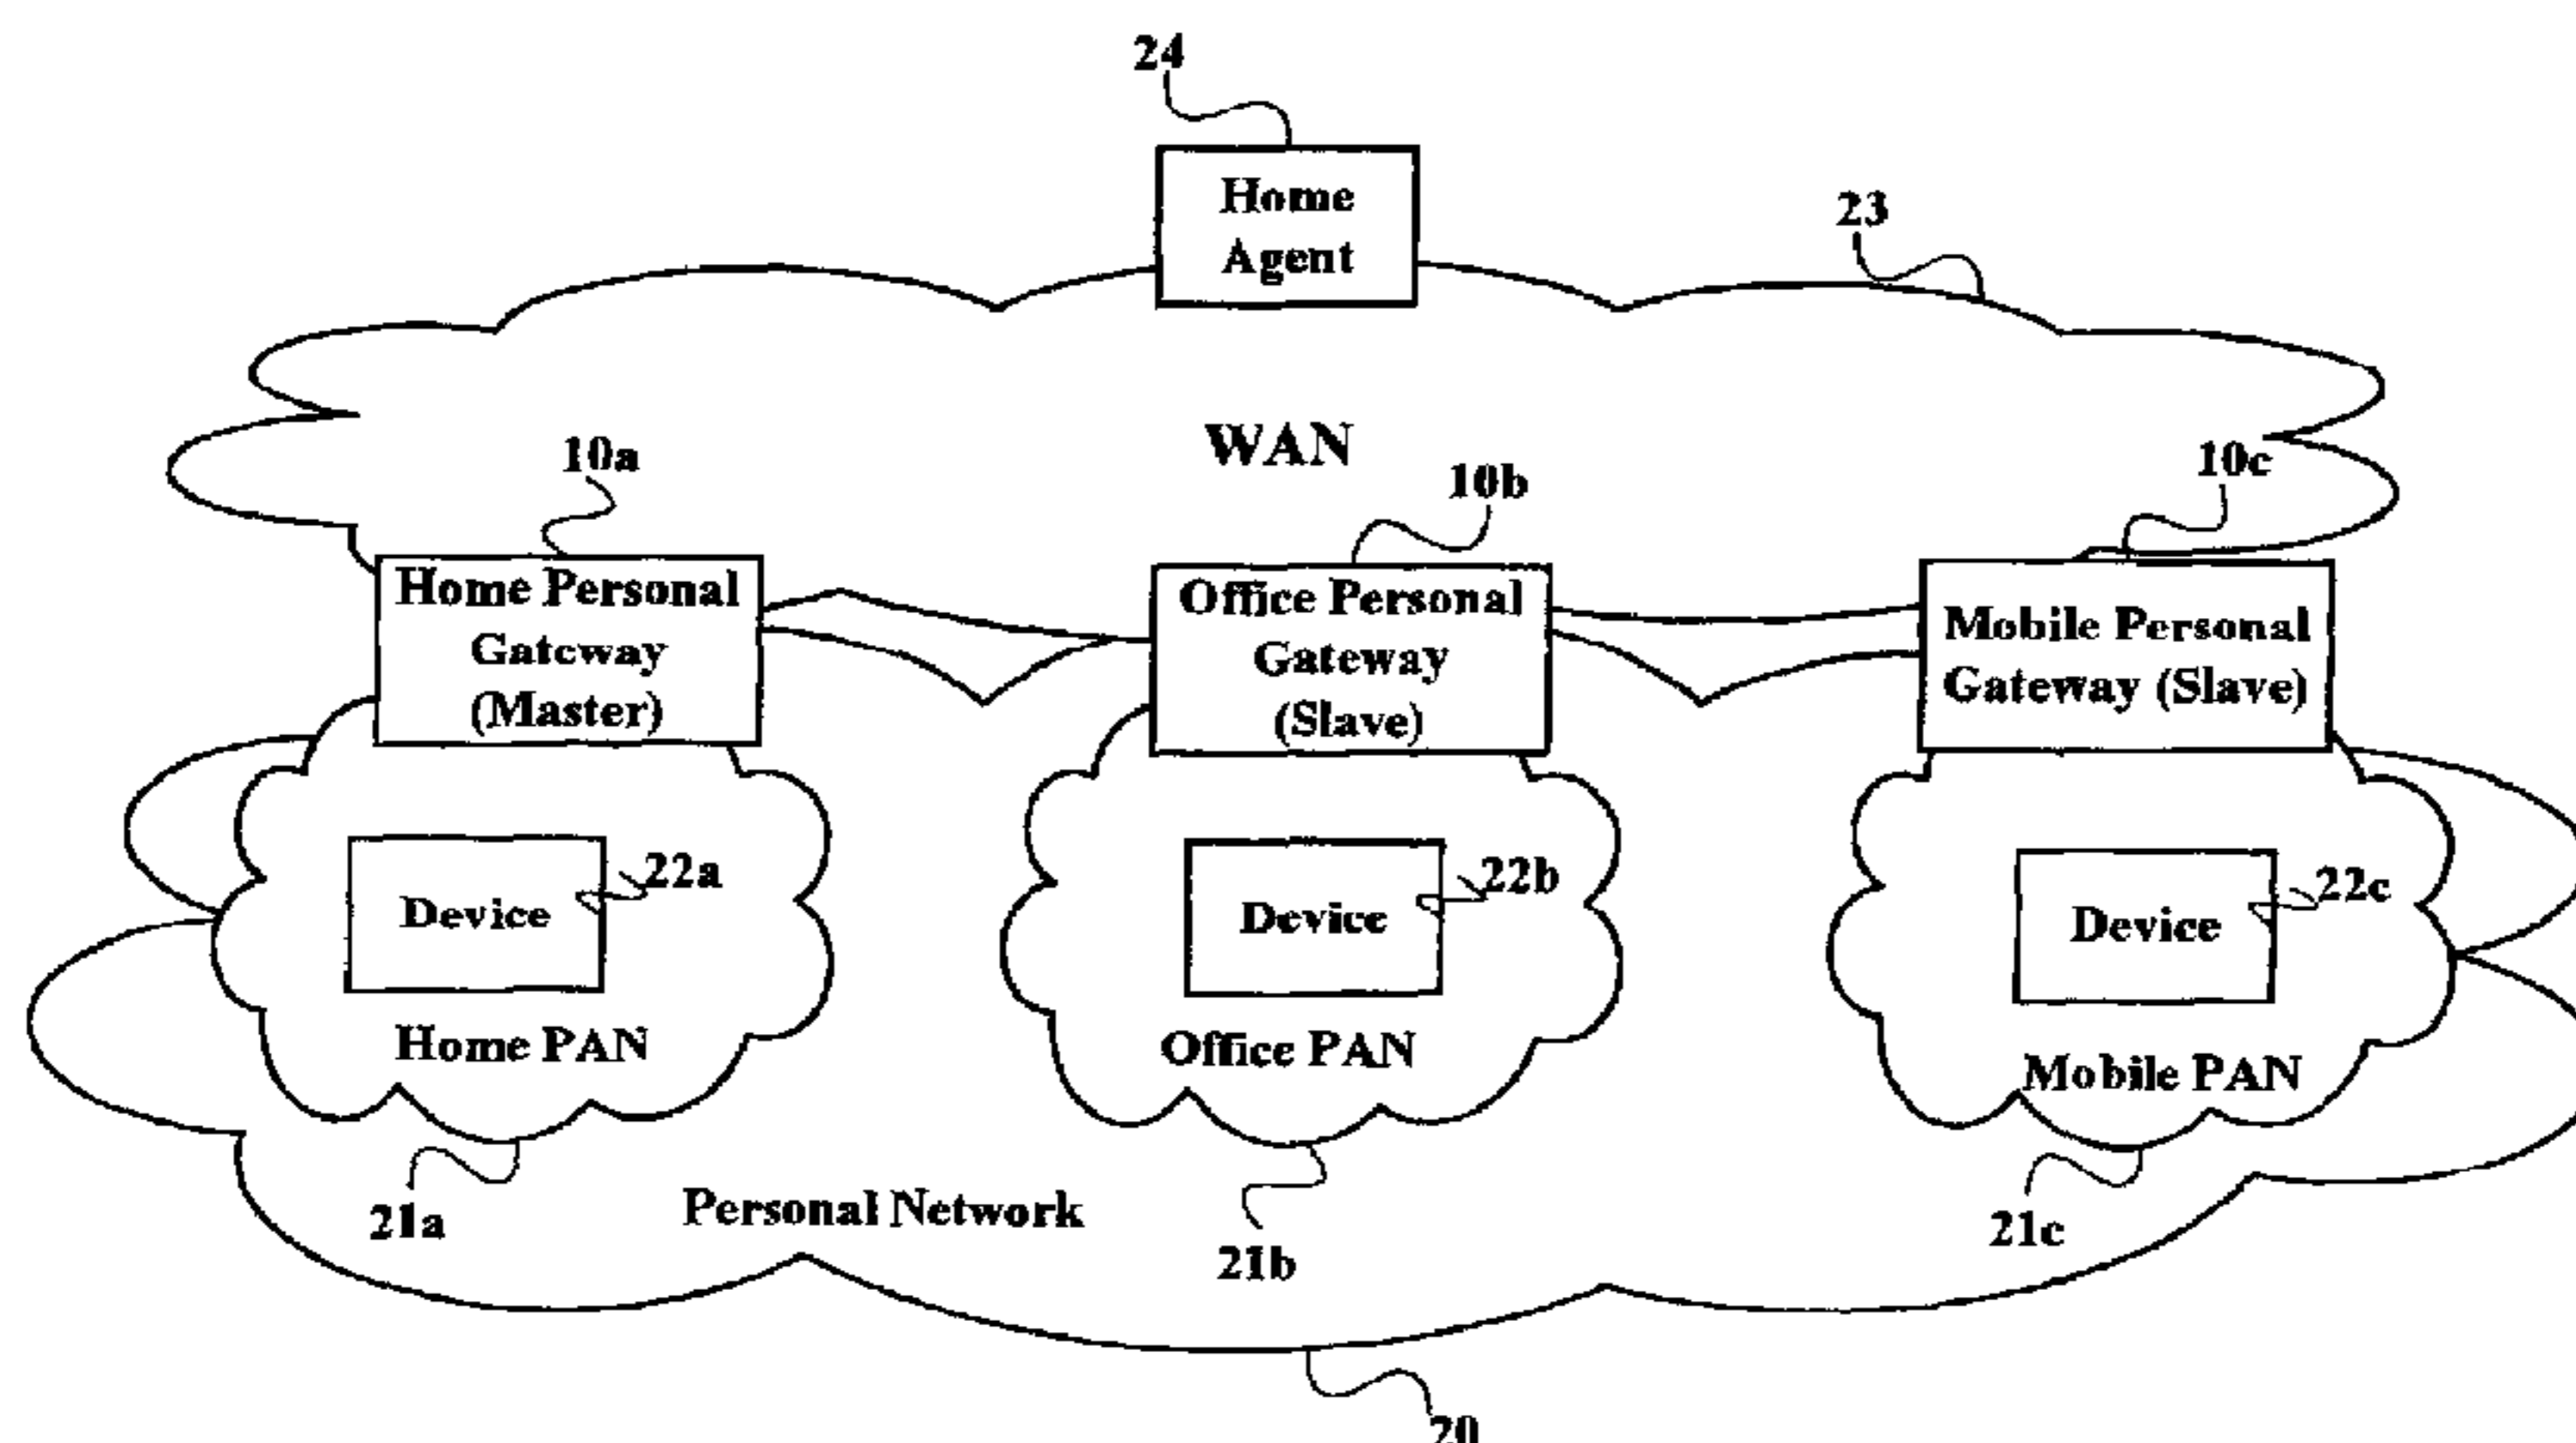 24
Home
Agent
23
WAN
10a
10b
10c
Home Personal
Gateway
(Master)
Office Personal
Gateway
(Slave)
Mobile Personal
Gateway (Slave)
22a
Device
22b
Device
22c
Device
Home PAN
Office PAN
Mobile PAN
21a
Personal Network
21b
21c
20